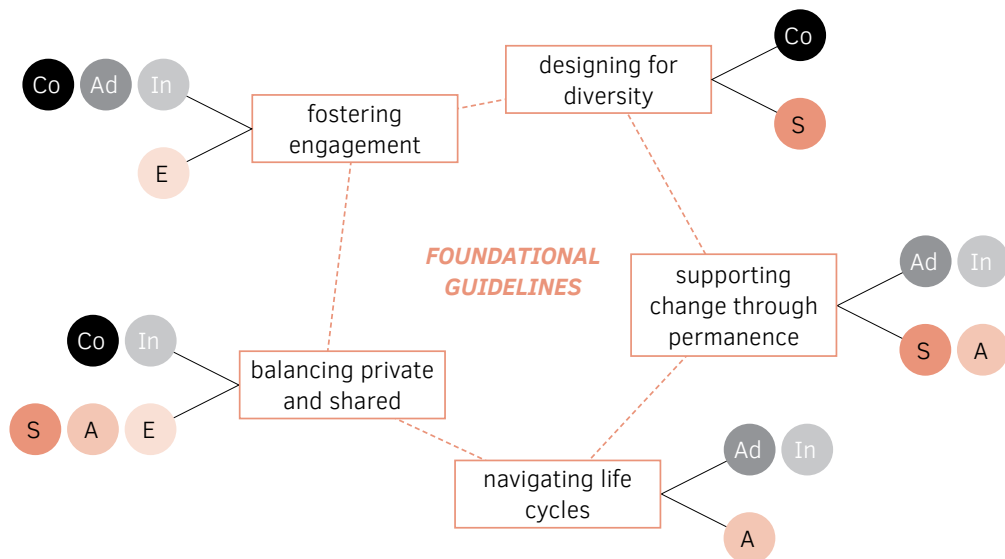 Co
designing for
diversity
S
Co Ad In
fostering
engagement
E
FOUNDATIONAL
GUIDELINES
Ad In
supporting
change through
permanence
S A
Co In
balancing private
and shared
S A E
Ad In
navigating life
cycles
A